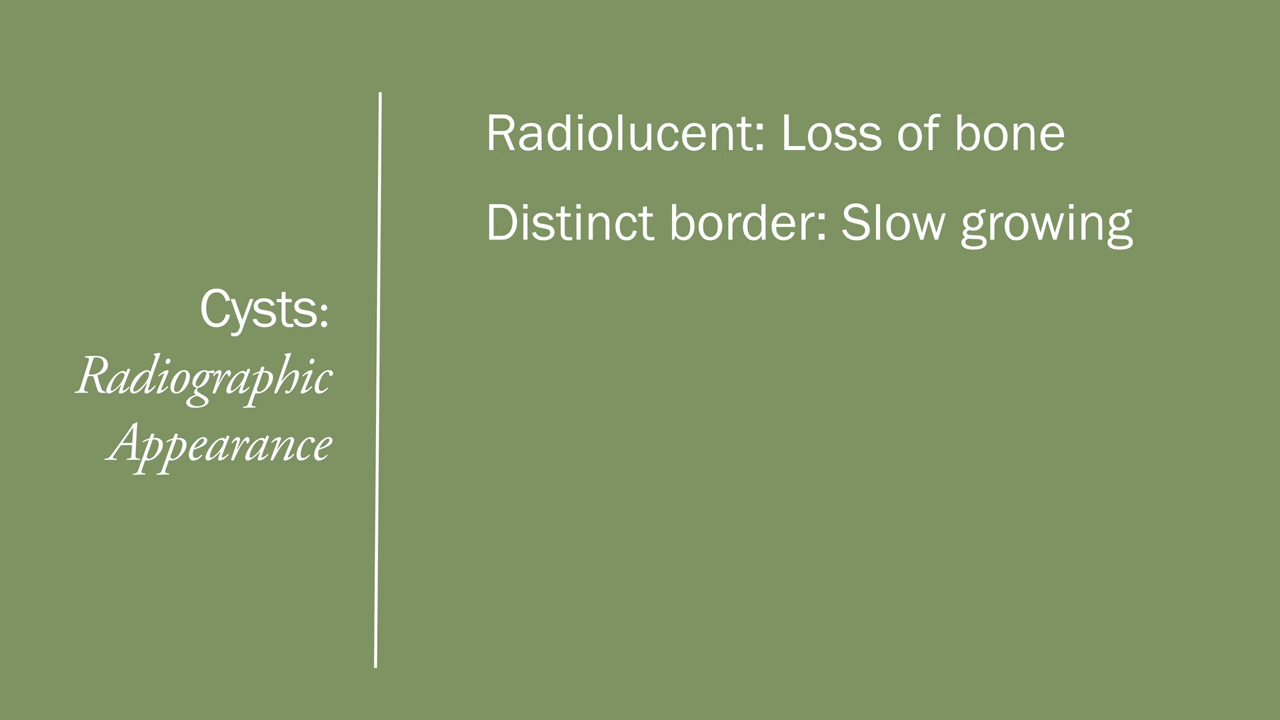 Cysts:
Radiographic
Appearance
Radiolucent: Loss of bone
Distinct border: Slow growing